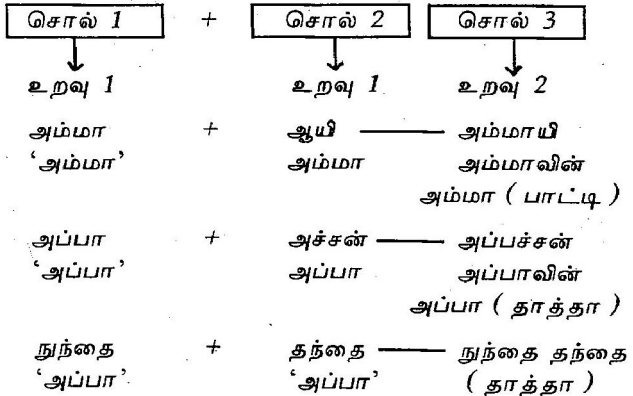 சொல் 1 + சொல் 2 சொல் 3
உறவு 1 உறவு 1 உறவு 2
அம்மா + ஆயி —— அம்மாயி
‘அம்மா’ அம்மா அம்மாவின்
அம்மா ( பாட்டி )
அப்பா + அச்சன் —— அப்பச்சன்
‘அப்பா’ அப்பா அப்பாவின்
அப்பா ( தாத்தா )
நுந்தை + தந்தை —— நுந்தை தந்தை
‘அப்பா’ ‘அப்பா’ ( தாத்தா )